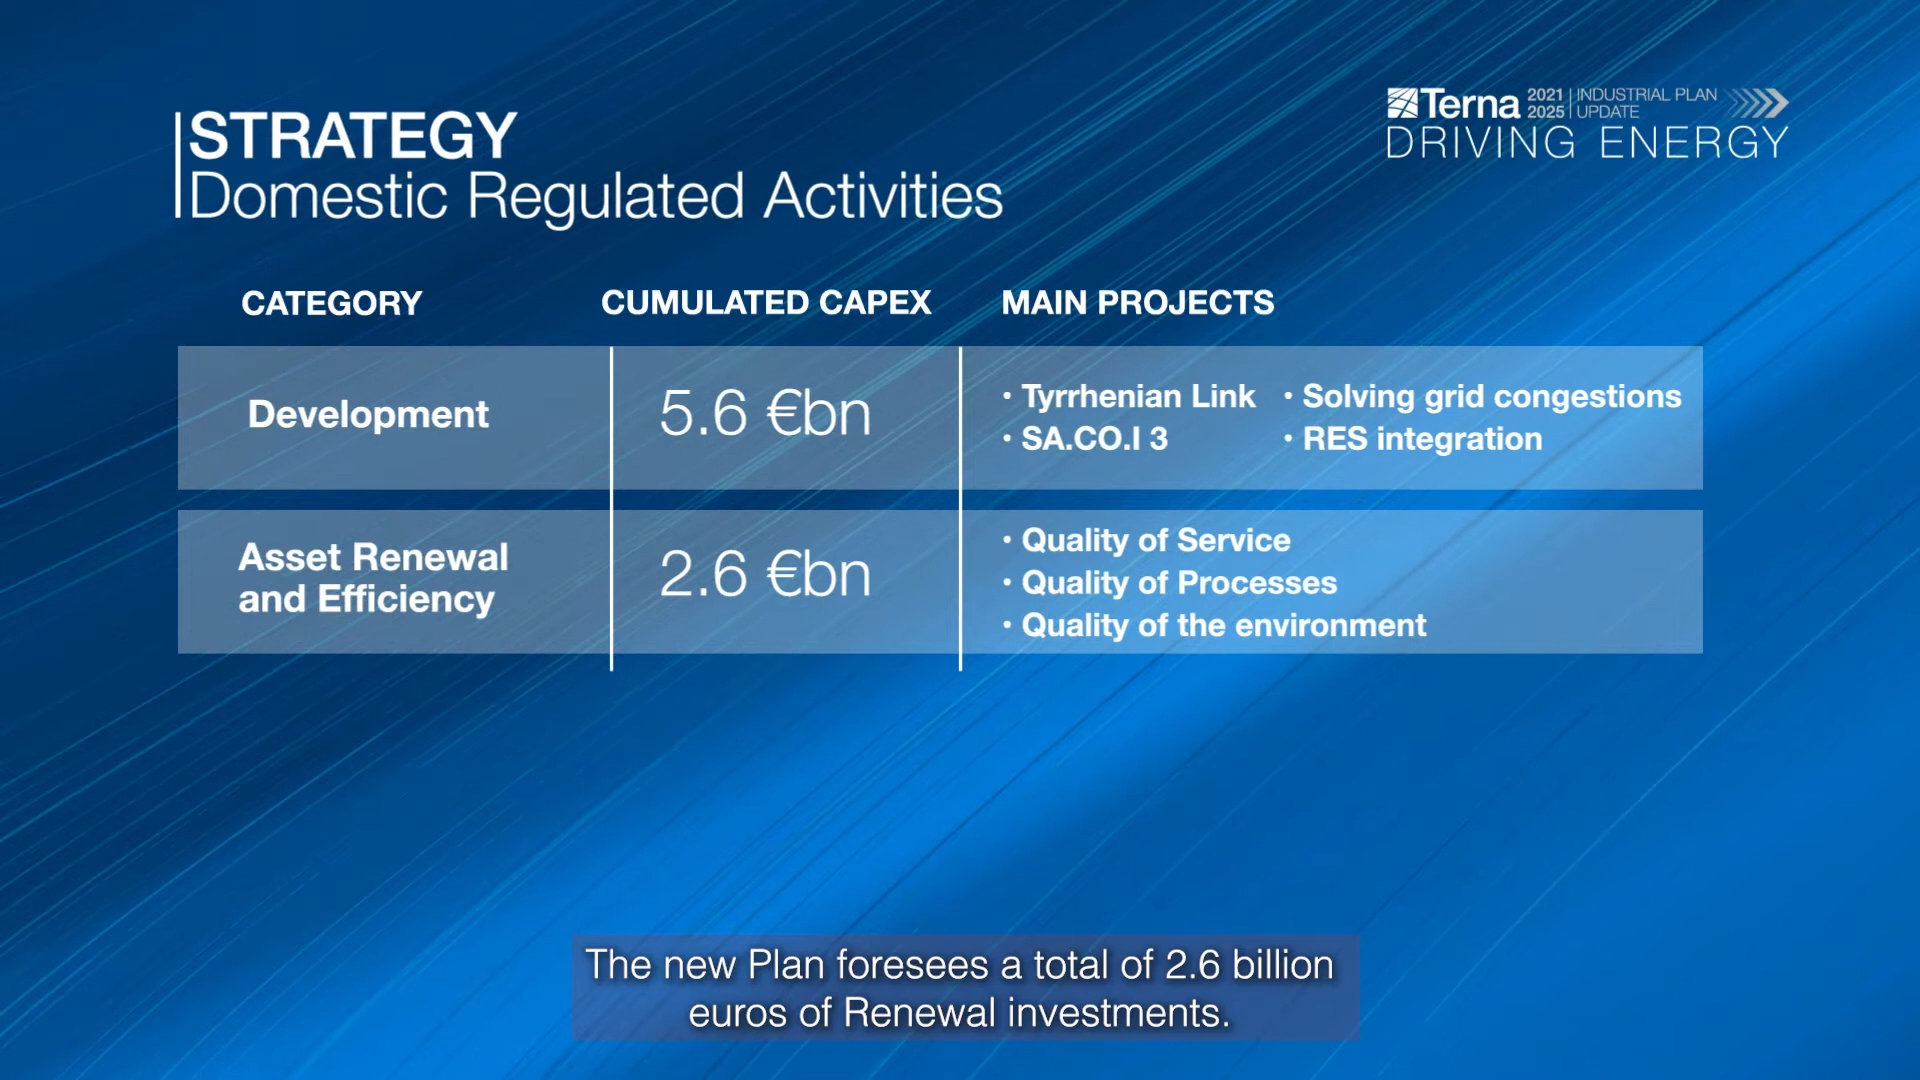 STRATEGY
Domestic Regulated Activities
Terna 2021 2025 | INDUSTRIAL PLAN UPDATE
DRIVING ENERGY
CATEGORY CUMULATED CAPEX MAIN PROJECTS
Development
5.6 €bn
• Tyrrhenian Link • Solving grid congestions
• SA.CO.I 3 • RES integration
Asset Renewal
and Efficiency
2.6 €bn
• Quality of Service
• Quality of Processes
• Quality of the environment
The new Plan foresees a total of 2.6 billion
euros of Renewal investments.